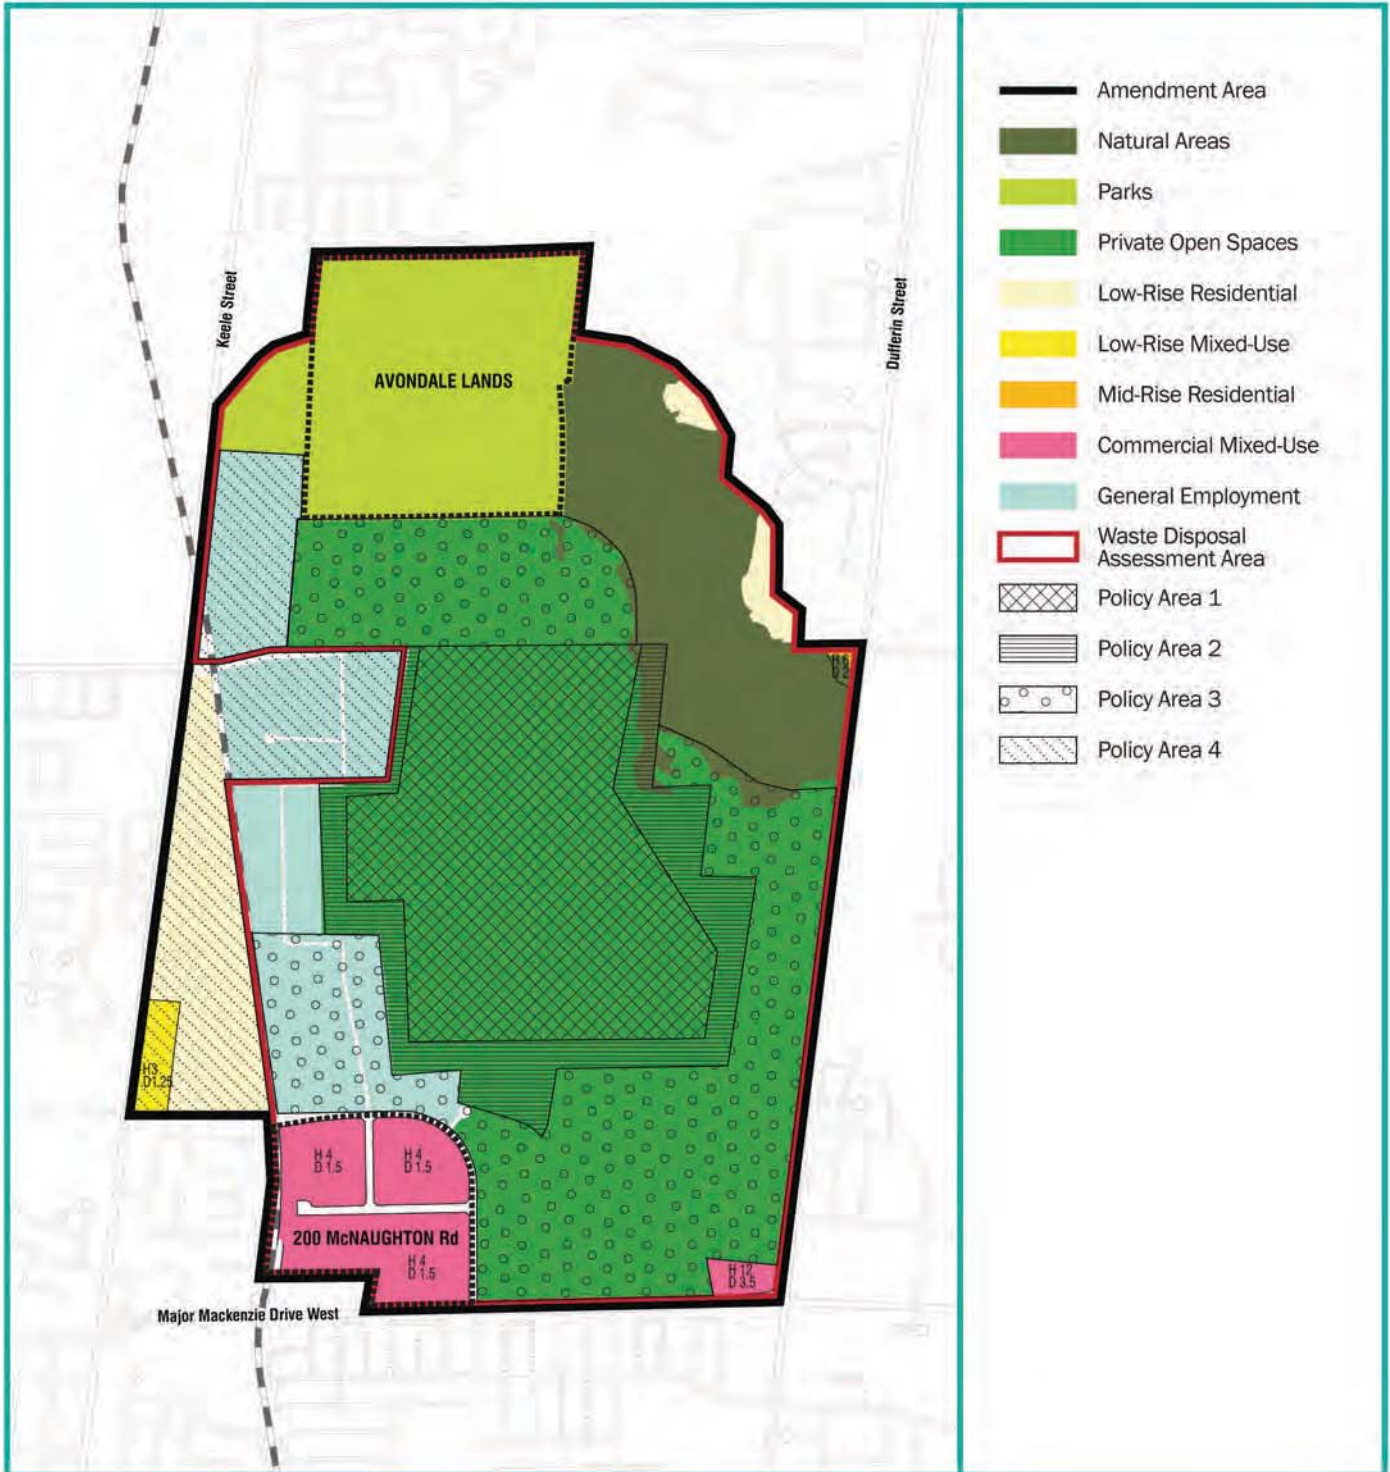 Keele Street
Dufferin Street
AVONDALE LANDS
H 6
D 2
H3
D1.25
H 4
D 1.5
H 4
D 1.5
200 McNAUGHTON Rd
H 4
D 1.5
H 12
D 3.5
Major Mackenzie Drive West
Amendment Area
Natural Areas
Parks
Private Open Spaces
Low-Rise Residential
Low-Rise Mixed-Use
Mid-Rise Residential
Commercial Mixed-Use
General Employment
Waste Disposal
Assessment Area
Policy Area 1
Policy Area 2
Policy Area 3
Policy Area 4